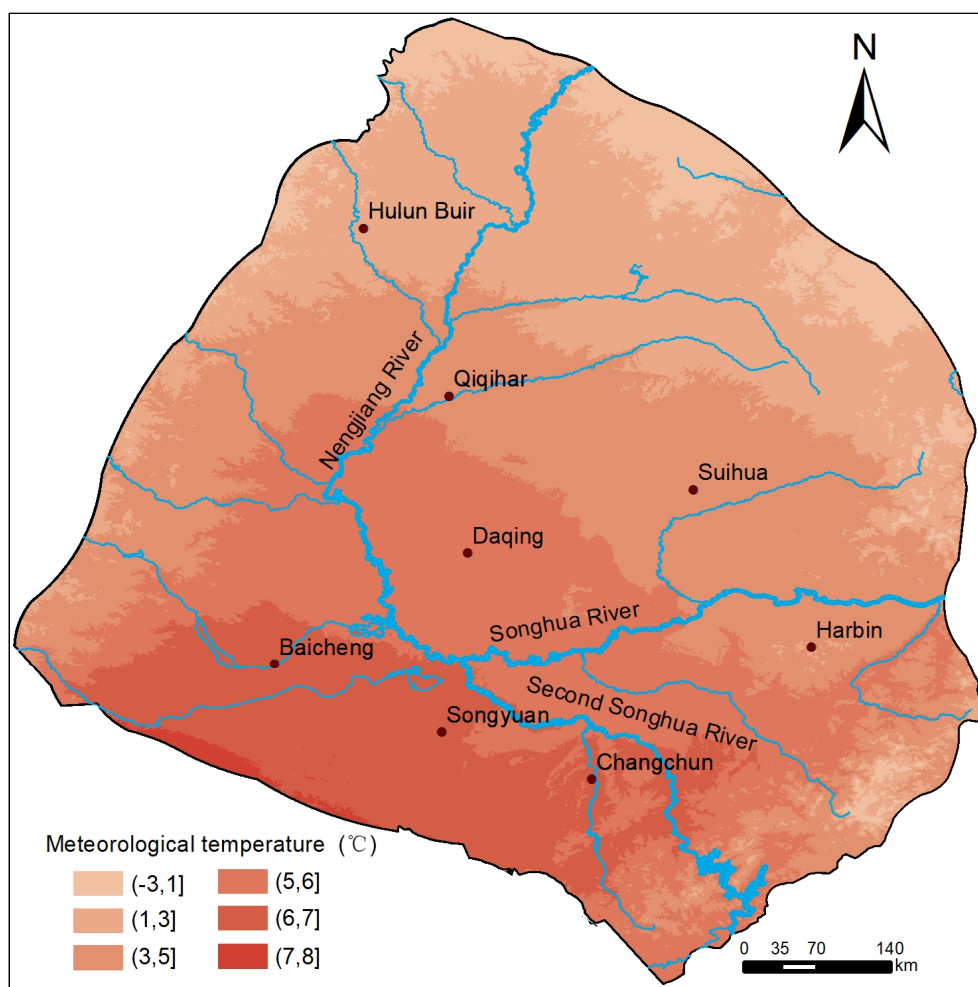 N
Hulun Buir
Nengjiang River
Qiqihar
Suihua
Daqing
Songhua River
Harbin
Baicheng
Second Songhua River
Songyuan
Changchun
Meteorological temperature (℃)
(-3,1]
(5,6]
(1,3]
(6,7]
(3,5]
(7,8]
0 35 70 140
km